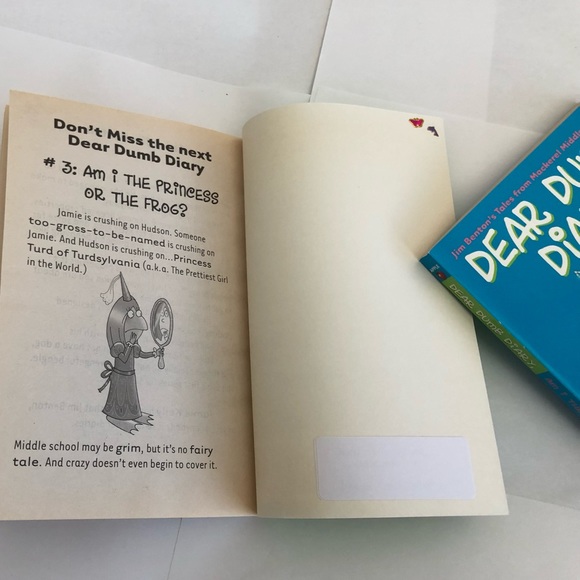 Don't Miss the next
Dear Dumb Diary
# 3: Am i THE PRiNCESS
OR THE FROG?
Jamie is crushing on Hudson. Someone
too-gross-to-be-named is crushing on
Jamie. And Hudson is crushing on...Princess
Turd of Turdsylvania (a.k.a. The Prettiest Girl
in the World.)
Middle school may be grim, but it's no fairy
tale. And crazy doesn't even begin to cover it.
Jim Benton's Tales from Mackerel Middle
DEAR DUM
DiA
DEAR DUMB DIARY,